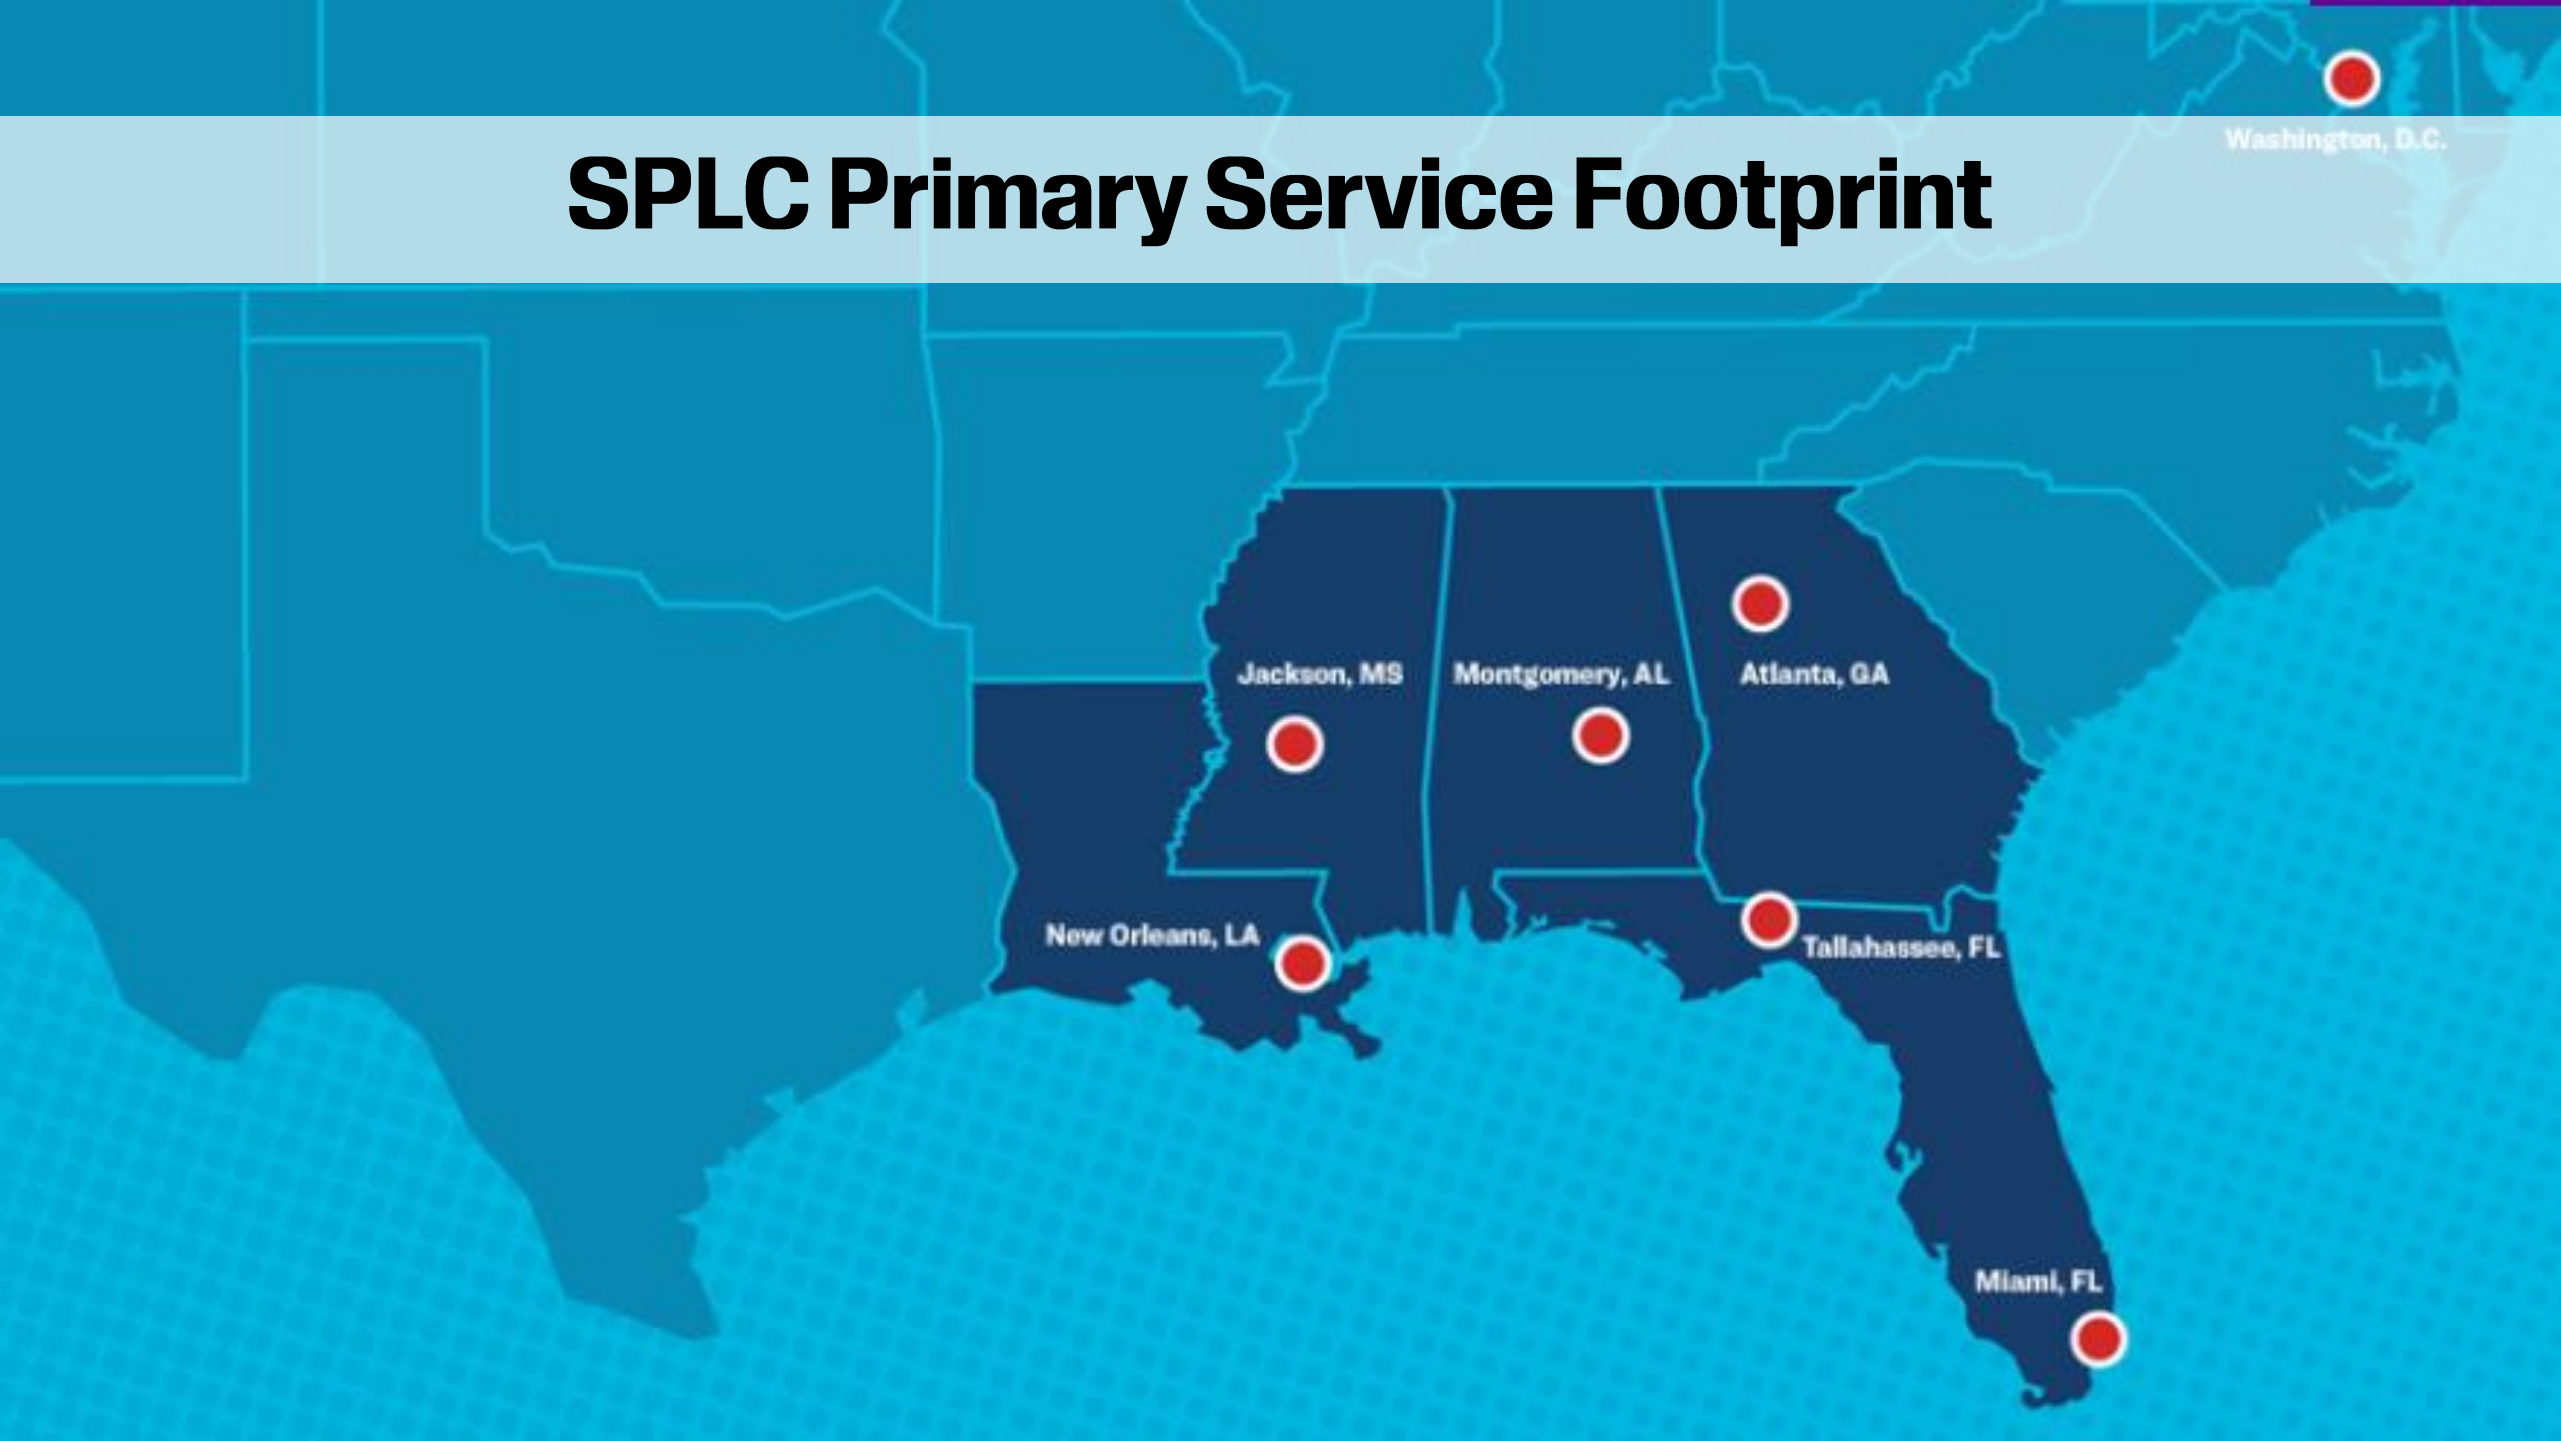 Washington, D.C.
SPLC Primary Service Footprint
Jackson, MS
Montgomery, AL
Atlanta, GA
New Orleans, LA
Tallahassee, FL
Miami, FL